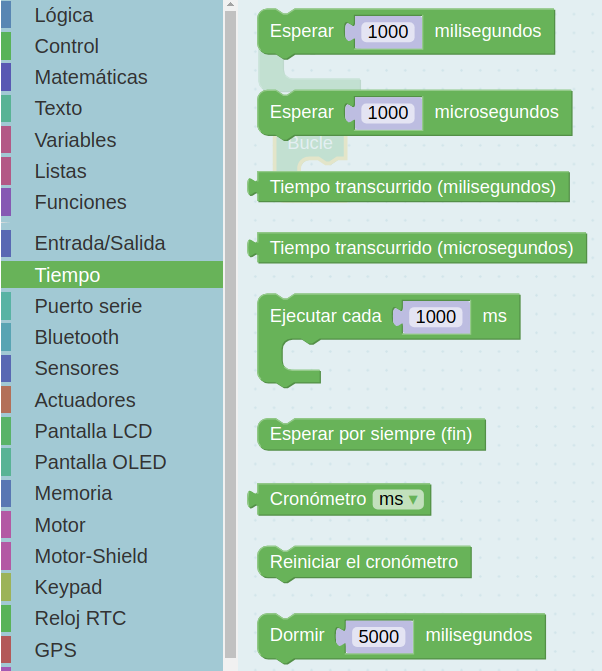 Lógica
Control
Matemáticas
Texto
Variables
Listas
Funciones
Entrada/Salida
Tiempo
Puerto serie
Bluetooth
Sensores
Actuadores
Pantalla LCD
Pantalla OLED
Memoria
Motor
Motor-Shield
Keypad
Reloj RTC
GPS
Esperar 1000 milisegundos
Esperar 1000 microsegundos
Bucle
Tiempo transcurrido (milisegundos)
Tiempo transcurrido (microsegundos)
Ejecutar cada 1000 ms
Esperar por siempre (fin)
Cronómetro ms ▾
Reiniciar el cronómetro
Dormir 5000 milisegundos